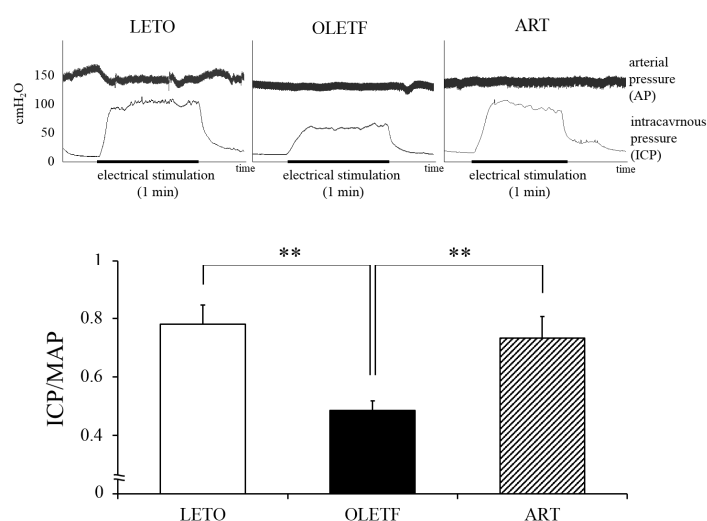 LETO
OLETF
ART
cmH₂O
150
100
50
0
arterial
pressure
(AP)
intracavrnous
pressure
(ICP)
time
time
time
electrical stimulation
(1 min)
electrical stimulation
(1 min)
electrical stimulation
(1 min)
ICP/MAP
1
0.8
0.6
0.4
0
**
**
LETO
OLETF
ART